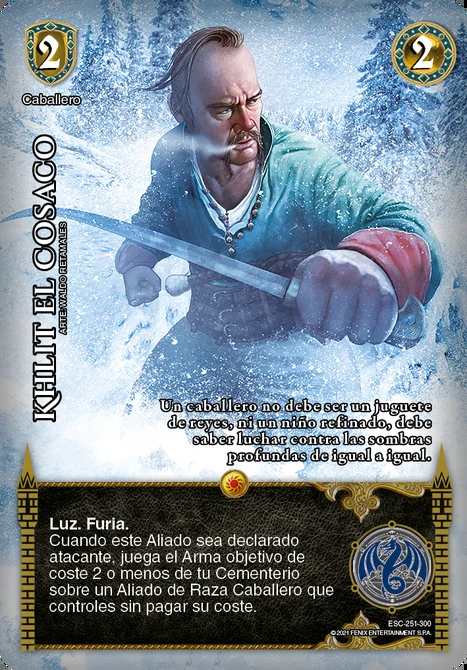 2
2
Caballero
KHLIT EL COSACO
ARTE: WALDO RETAMALES
Un caballero no debe ser un juguete
de reyes, ni un niño refinado, debe
saber luchar contra las sombras
profundas de igual a igual.
Luz. Furia.
Cuando este Aliado sea declarado
atacante, juega el Arma objetivo de
coste 2 o menos de tu Cementerio
sobre un Aliado de Raza Caballero que
controles sin pagar su coste.
ESC-251-300
©2021 FENIX ENTERTAINMENT S.P.A.